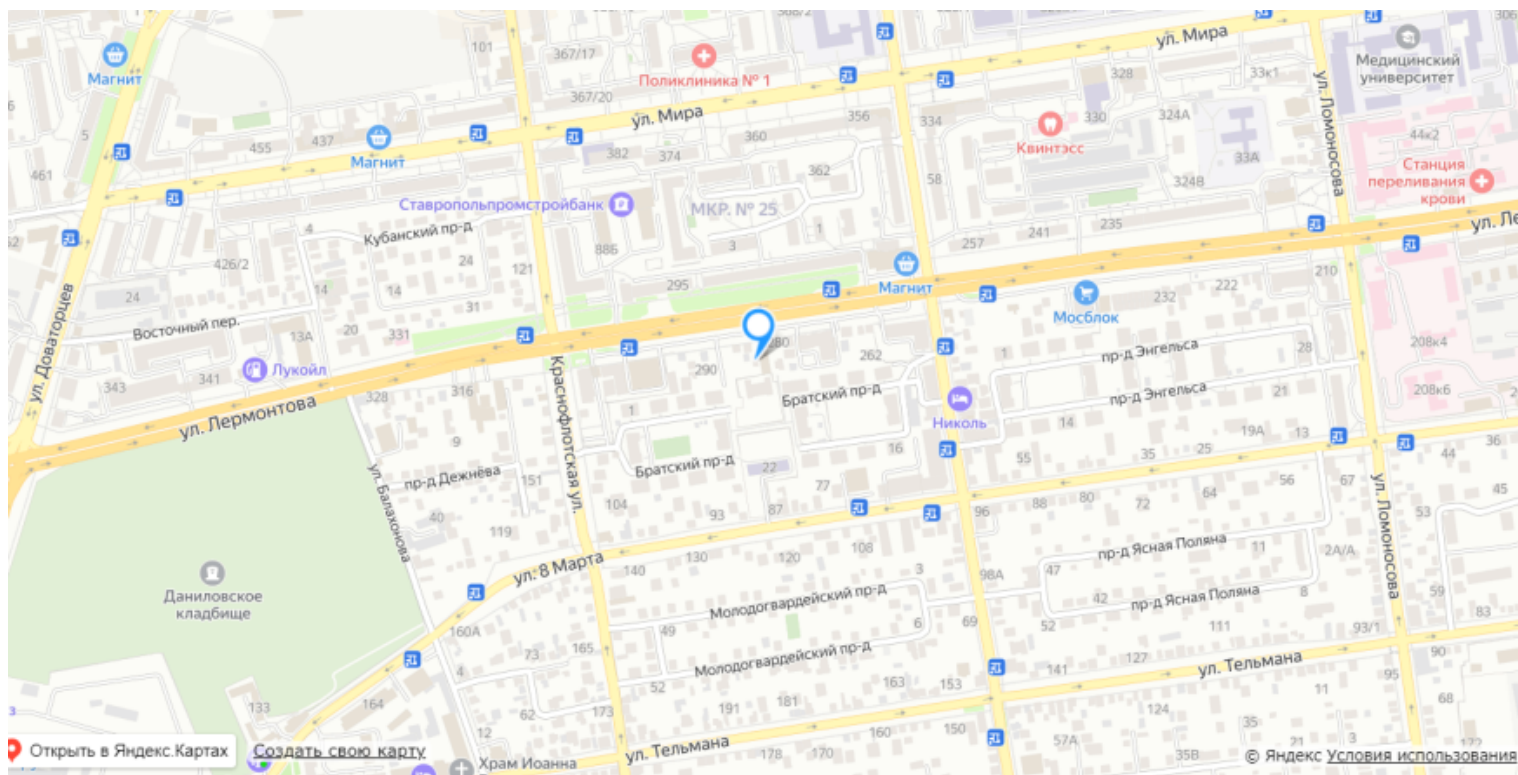 306
101
367/17
ул. Мира
Магнит
Поликлиника № 1
328
33к1
Медицинский
университет
367/20
ул. Мира
356
334
330
324А
ул. Ломоносова
5
455
437
Магнит
382
374
360
Квинтэсс
44к2
461
362
58
33А
324В
Станция
переливания
крови
Ставропольпромстройбанк
МКР. № 25
4
Кубанский пр-д
88Б
3
1
257
241
235
ул. Ле
426/2
24
121
Магнит
210
24
14
14
31
295
Мосблок
232
222
Восточный пер.
13А
20
331
280
262
1
пр-д Энгельса
28
208к4
ул. Доваторцев
343
341
Лукойл
328
316
290
Братский пр-д
пр-д Энгельса
21
208к6
ул. Лермонтова
Краснофлотская ул.
1
Николь
14
19А
13
9
Братский пр-д
22
16
55
35
25
44
36
пр-д Дежнёва
151
77
56
67
45
ул. Балахонова
40
104
93
87
96
88
80
72
64
53
ул. Ломоносова
119
130
120
108
пр-д Ясная Поляна
11
2А/А
ул. 8 Марта
140
3
98А
47
Даниловское
кладбище
Молодогвардейский пр-д
42
пр-д Ясная Поляна
8
59
83
160А
49
6
69
52
111
93/1
73
165
Молодогвардейский пр-д
141
127
ул. Тельмана
90
4
52
163
153
11
95
133
164
62
173
191
181
124
68
12
160
150
57А
35
21
122
Открыть в Яндекс.Картах
Создать свою карту
Храм Иоанна
ул. Тельмана
178
170
35В
© Яндекс Условия использования